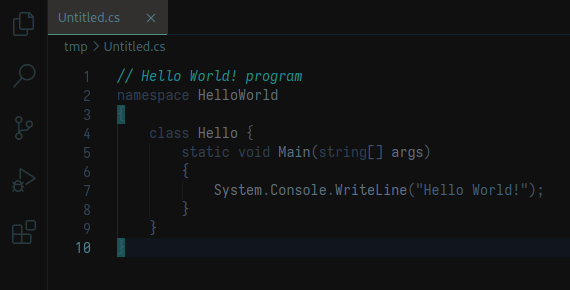 Untitled.cs
tmp > Untitled.cs
1 // Hello World! program
2 namespace HelloWorld
3 {
4     class Hello {
5         static void Main(string[] args)
6         {
7             System.Console.WriteLine("Hello World!");
8         }
9     }
10 }